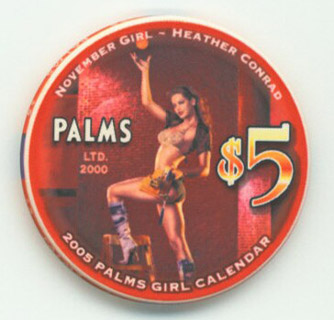 NOVEMBER GIRL ~ HEATHER CONRAD
PALMS
LTD.
2000
$5
2005 PALMS GIRL CALENDAR